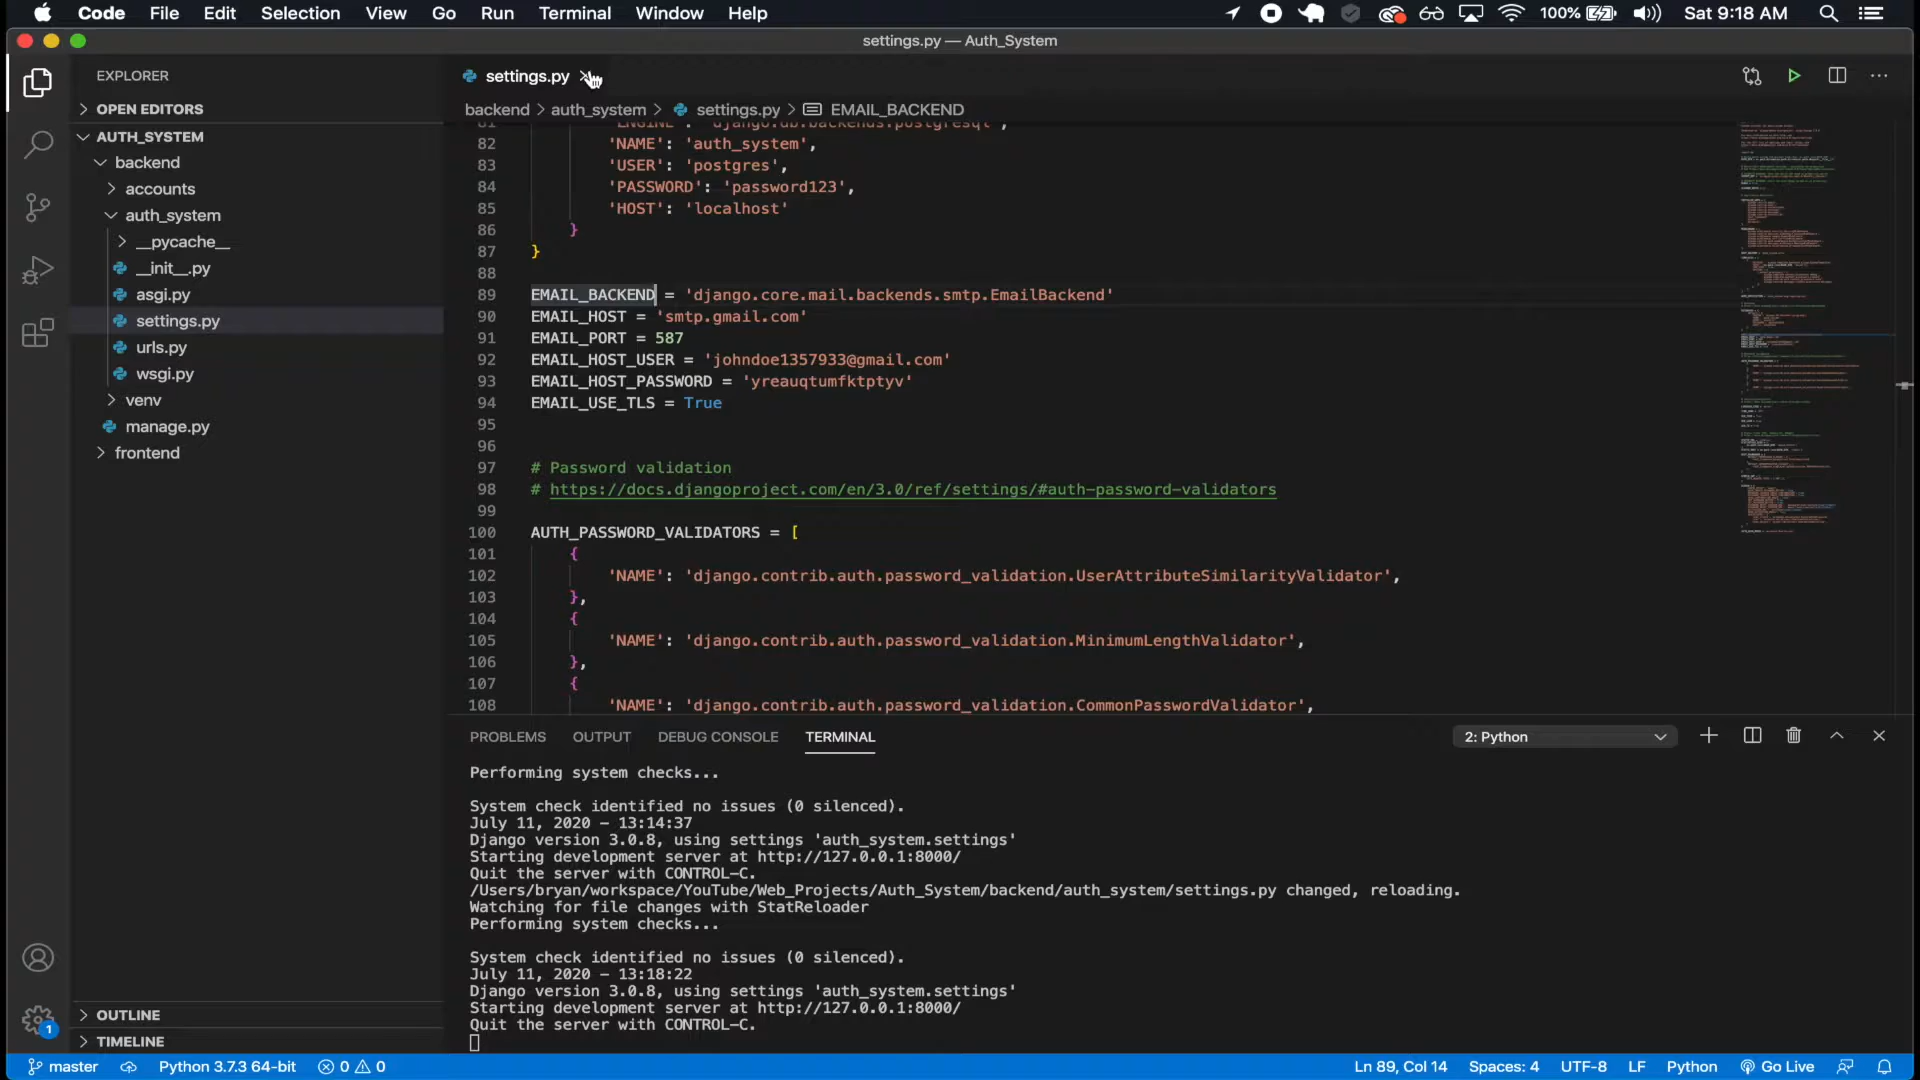 Code File Edit Selection View Go Run Terminal Window Help 100% Sat 9:18 AM
settings.py — Auth_System
EXPLORER
OPEN EDITORS
AUTH_SYSTEM
backend
accounts
auth_system
__pycache__
__init__.py
asgi.py
settings.py
urls.py
wsgi.py
venv
manage.py
frontend
OUTLINE
TIMELINE
settings.py
backend > auth_system > settings.py > EMAIL_BACKEND
81 'ENGINE': 'django.db.backends.postgresql',
82 'NAME': 'auth_system',
83 'USER': 'postgres',
84 'PASSWORD': 'password123',
85 'HOST': 'localhost'
86 }
87 }
88
89 EMAIL_BACKEND = 'django.core.mail.backends.smtp.EmailBackend'
90 EMAIL_HOST = 'smtp.gmail.com'
91 EMAIL_PORT = 587
92 EMAIL_HOST_USER = 'johndoe1357933@gmail.com'
93 EMAIL_HOST_PASSWORD = 'yreauqtumfktptyv'
94 EMAIL_USE_TLS = True
95
96
97 # Password validation
98 # https://docs.djangoproject.com/en/3.0/ref/settings/#auth-password-validators
99
100 AUTH_PASSWORD_VALIDATORS = [
101 {
102 'NAME': 'django.contrib.auth.password_validation.UserAttributeSimilarityValidator',
103 },
104 {
105 'NAME': 'django.contrib.auth.password_validation.MinimumLengthValidator',
106 },
107 {
108 'NAME': 'django.contrib.auth.password_validation.CommonPasswordValidator',
PROBLEMS OUTPUT DEBUG CONSOLE TERMINAL 2: Python
Performing system checks...
System check identified no issues (0 silenced).
July 11, 2020 - 13:14:37
Django version 3.0.8, using settings 'auth_system.settings'
Starting development server at http://127.0.0.1:8000/
Quit the server with CONTROL-C.
/Users/bryan/workspace/YouTube/Web_Projects/Auth_System/backend/auth_system/settings.py changed, reloading.
Watching for file changes with StatReloader
Performing system checks...
System check identified no issues (0 silenced).
July 11, 2020 - 13:18:22
Django version 3.0.8, using settings 'auth_system.settings'
Starting development server at http://127.0.0.1:8000/
Quit the server with CONTROL-C.
1
master Python 3.7.3 64-bit 0 0 Ln 89, Col 14 Spaces: 4 UTF-8 LF Python Go Live